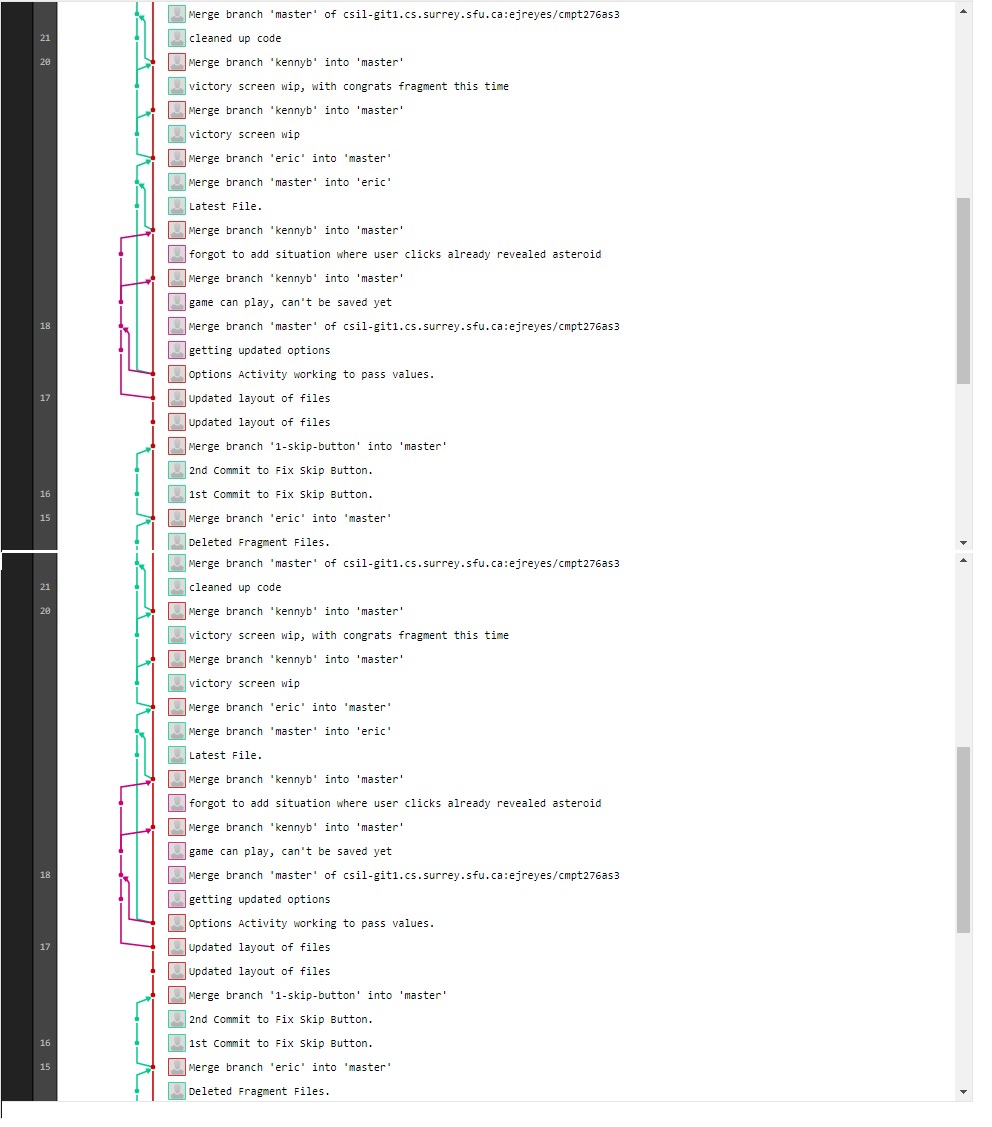 Merge branch 'master' of csil-git1.cs.surrey.sfu.ca:ejreyes/cmpt276as3
21 cleaned up code
20 Merge branch 'kennyb' into 'master'
victory screen wip, with congrats fragment this time
Merge branch 'kennyb' into 'master'
victory screen wip
Merge branch 'eric' into 'master'
Merge branch 'master' into 'eric'
Latest File.
Merge branch 'kennyb' into 'master'
forgot to add situation where user clicks already revealed asteroid
Merge branch 'kennyb' into 'master'
game can play, can't be saved yet
18 Merge branch 'master' of csil-git1.cs.surrey.sfu.ca:ejreyes/cmpt276as3
getting updated options
Options Activity working to pass values.
17 Updated layout of files
Updated layout of files
Merge branch '1-skip-button' into 'master'
2nd Commit to Fix Skip Button.
16 1st Commit to Fix Skip Button.
15 Merge branch 'eric' into 'master'
Deleted Fragment Files.
Merge branch 'master' of csil-git1.cs.surrey.sfu.ca:ejreyes/cmpt276as3
21 cleaned up code
20 Merge branch 'kennyb' into 'master'
victory screen wip, with congrats fragment this time
Merge branch 'kennyb' into 'master'
victory screen wip
Merge branch 'eric' into 'master'
Merge branch 'master' into 'eric'
Latest File.
Merge branch 'kennyb' into 'master'
forgot to add situation where user clicks already revealed asteroid
Merge branch 'kennyb' into 'master'
game can play, can't be saved yet
18 Merge branch 'master' of csil-git1.cs.surrey.sfu.ca:ejreyes/cmpt276as3
getting updated options
Options Activity working to pass values.
17 Updated layout of files
Updated layout of files
Merge branch '1-skip-button' into 'master'
2nd Commit to Fix Skip Button.
16 1st Commit to Fix Skip Button.
15 Merge branch 'eric' into 'master'
Deleted Fragment Files.